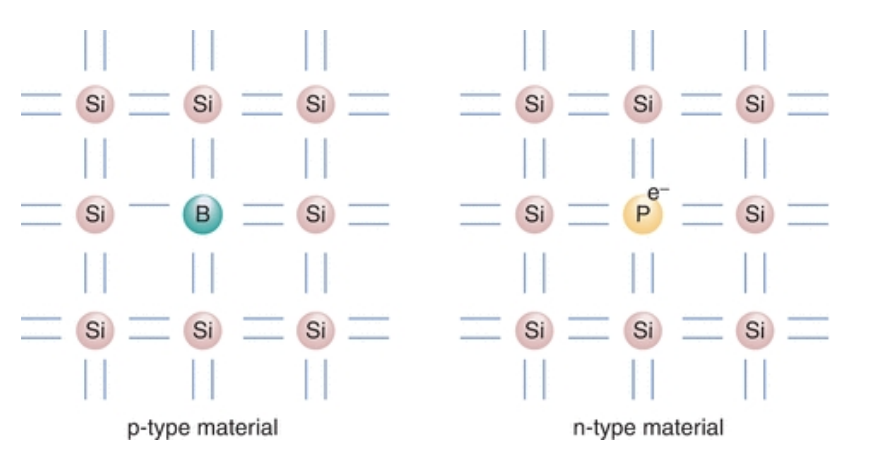 Si Si Si
Si B Si
Si Si Si
p-type material
Si Si Si
e⁻
Si P Si
Si Si Si
n-type material